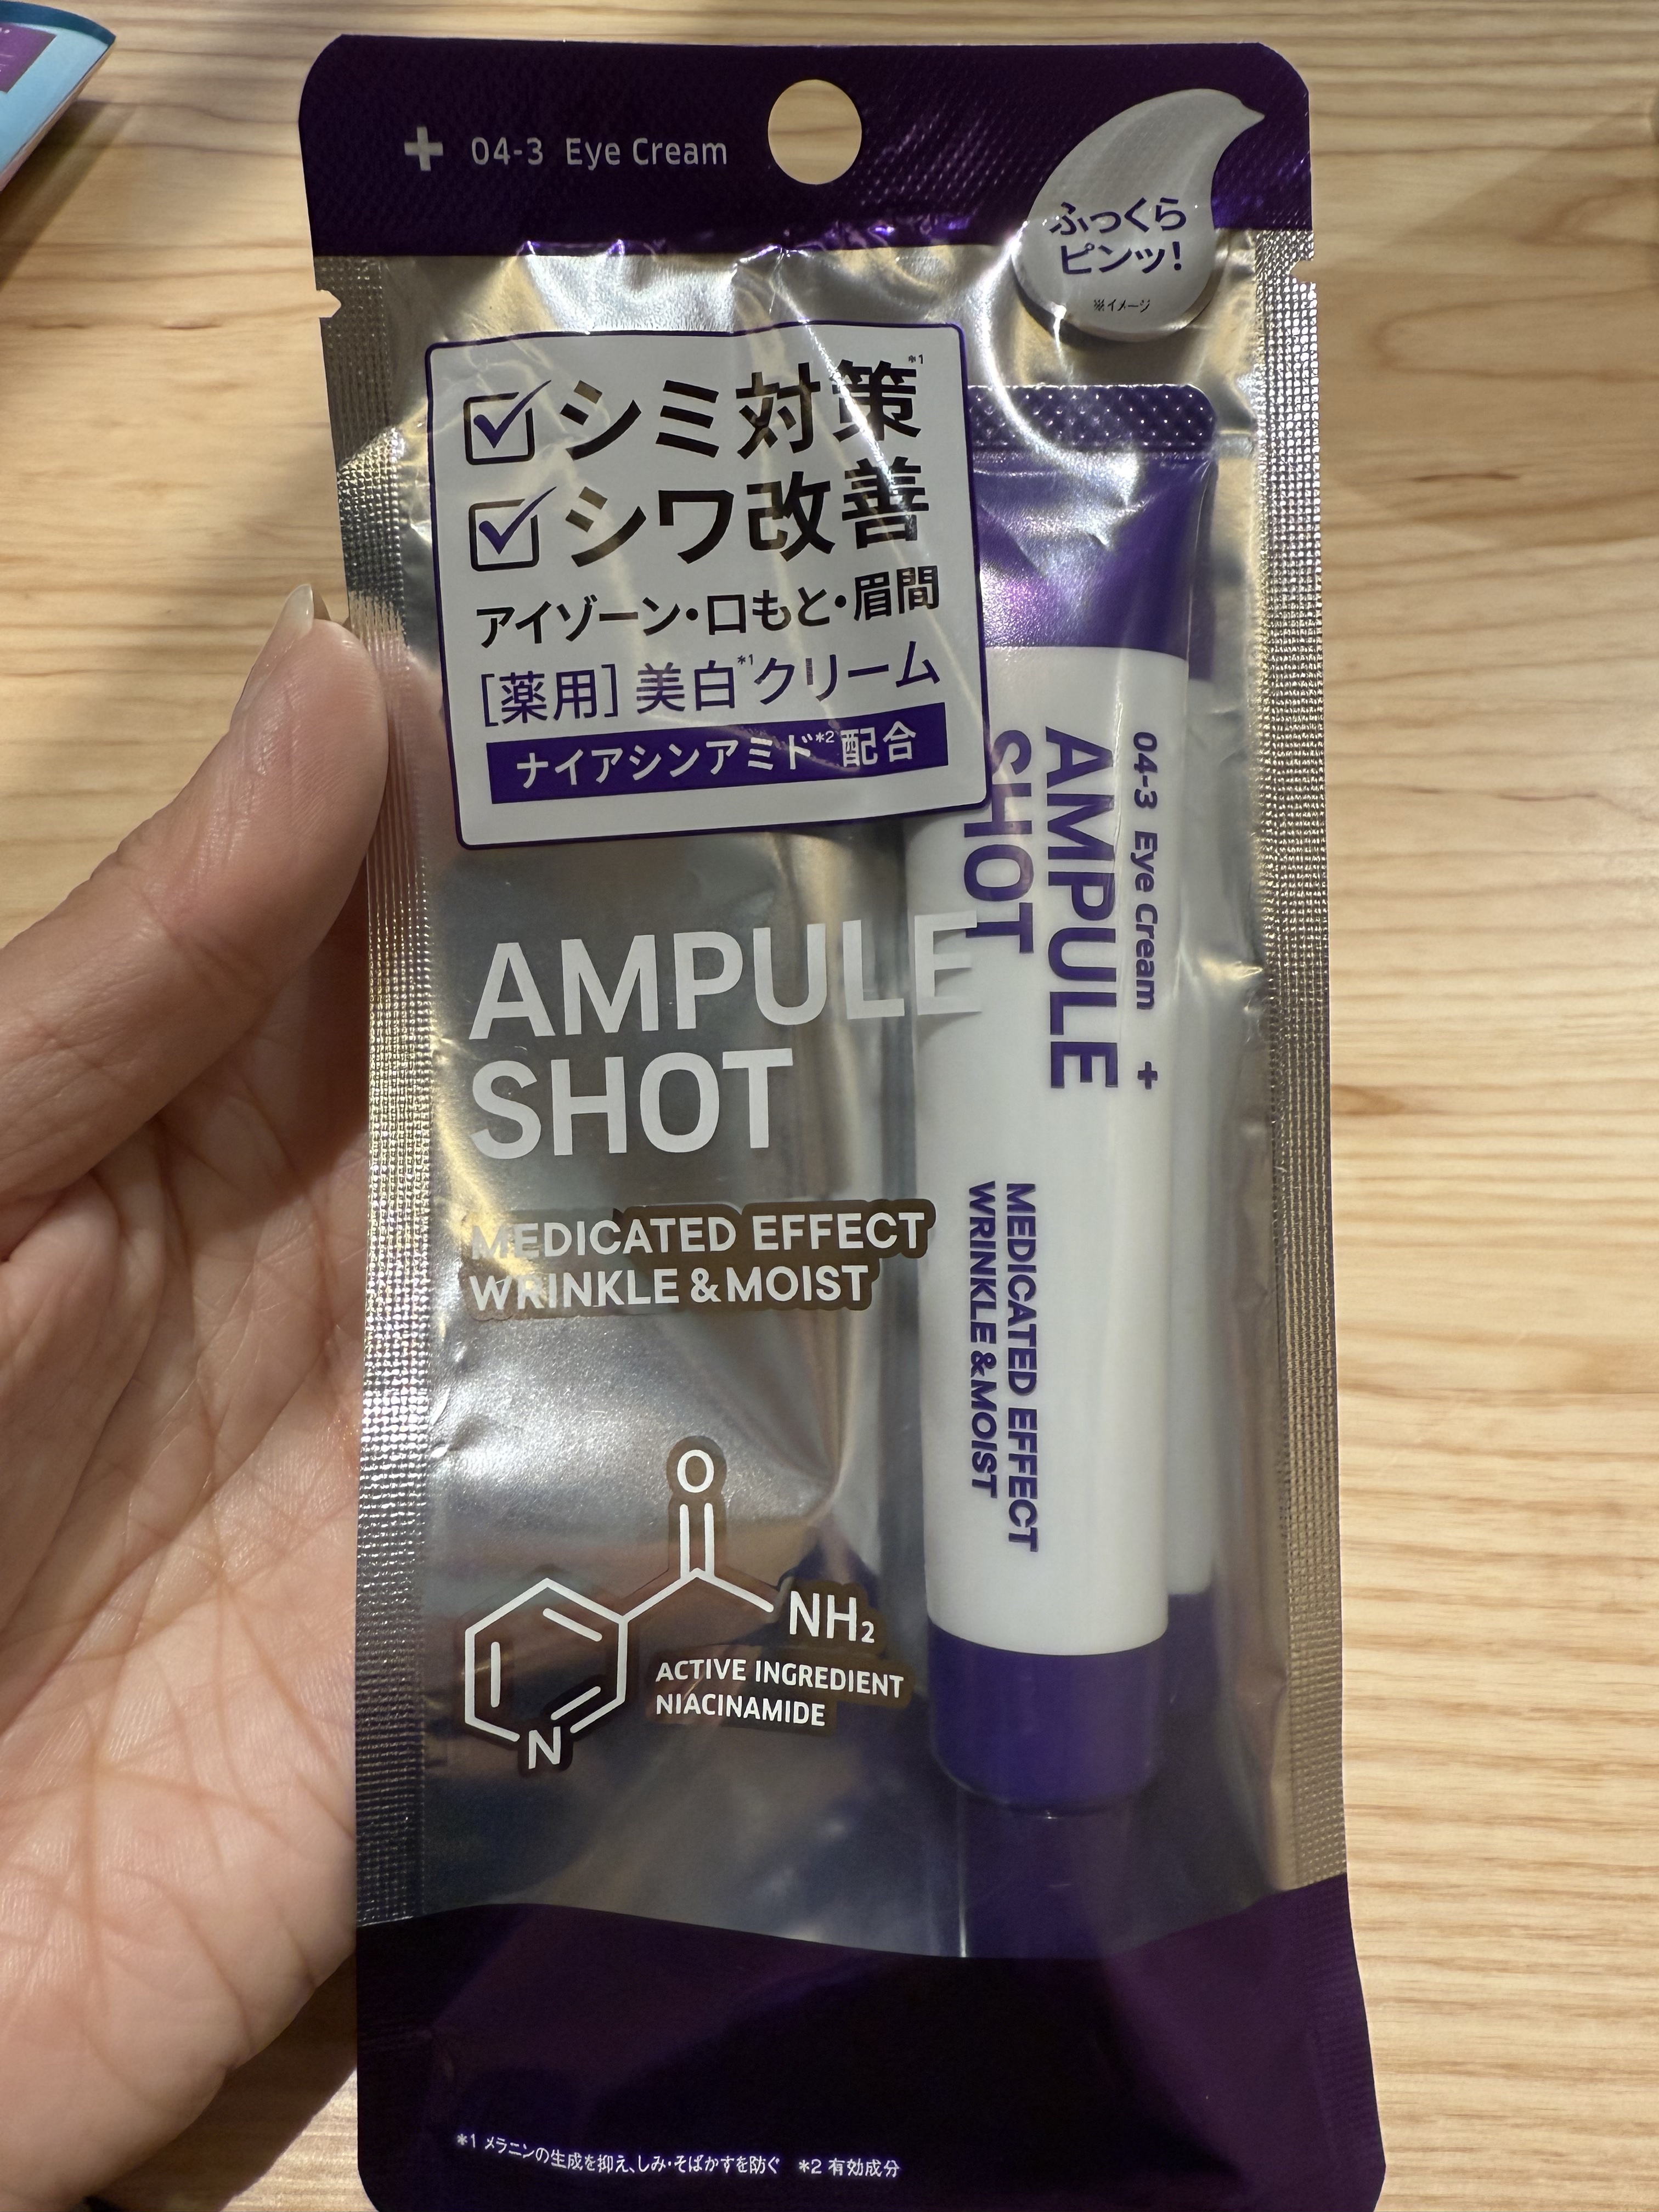 + 04-3 Eye Cream
ふっくら
ピンッ!
※イメージ
シミ対策*1
シワ改善
アイゾーン・口もと・眉間
[薬用]美白*1クリーム
ナイアシンアミド*2配合
AMPULE
SHOT
MEDICATED EFFECT
WRINKLE & MOIST
O
NH₂
N
ACTIVE INGREDIENT
NIACINAMIDE
04-3 Eye Cream +
AMPULE
SHOT
MEDICATED EFFECT
WRINKLE & MOIST
*1 メラニンの生成を抑え、しみ・そばかすを防ぐ *2 有効成分